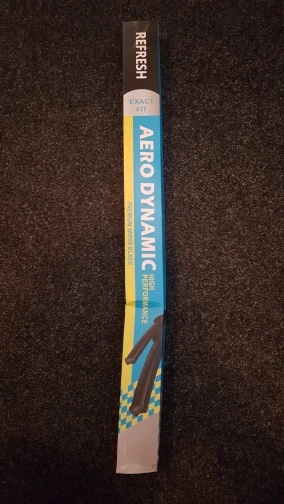 REFRESH
EXACT
FIT
AERO DYNAMIC
HIGH
PERFORMANCE
PREMIUM WIPER BLADE